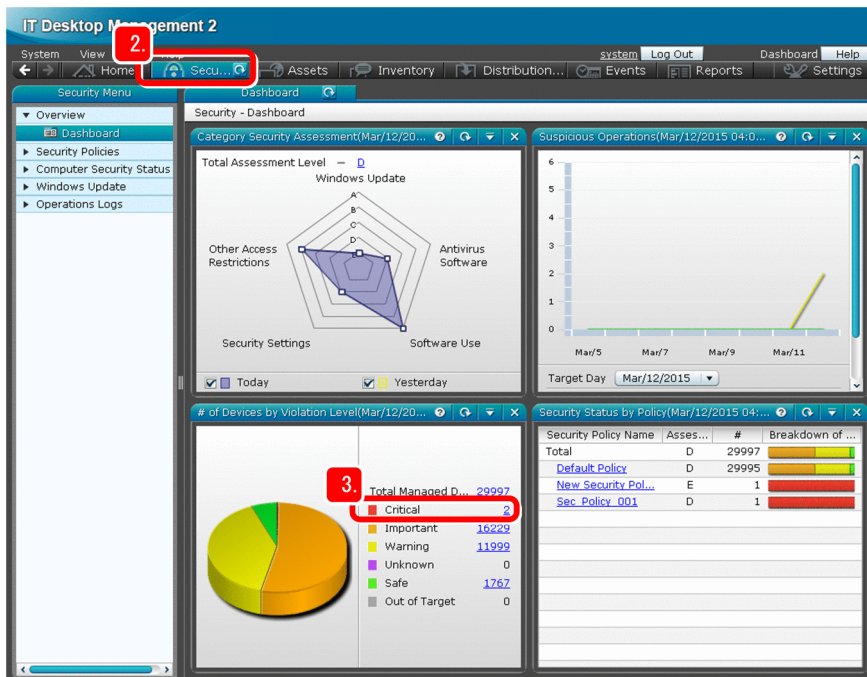 IT Desktop Management 2
2.
System View Help
system Log Out Dashboard Help
Home Secu... Assets Inventory Distribution... Events Reports Settings
Security Menu
Dashboard
Overview
Dashboard
Security Policies
Computer Security Status
Windows Update
Operations Logs
Security - Dashboard
Category Security Assessment(Mar/12/20...
Total Assessment Level — D
Windows Update
A
B
C
D
E
Other Access
Restrictions
Antivirus
Software
Security Settings
Software Use
Today
Yesterday
Suspicious Operations(Mar/12/2015 04:0...
6
5
4
3
2
1
0
Mar/5 Mar/7 Mar/9 Mar/11
Target Day Mar/12/2015
# of Devices by Violation Level(Mar/12/20...
3.
Total Managed D... 29997
Critical 2
Important 16229
Warning 11999
Unknown 0
Safe 1767
Out of Target 0
Security Status by Policy(Mar/12/2015 04:...
Security Policy Name Asses... # Breakdown of ...
Total D 29997
Default Policy D 29995
New Security Pol... E 1
Sec_Policy_001 D 1